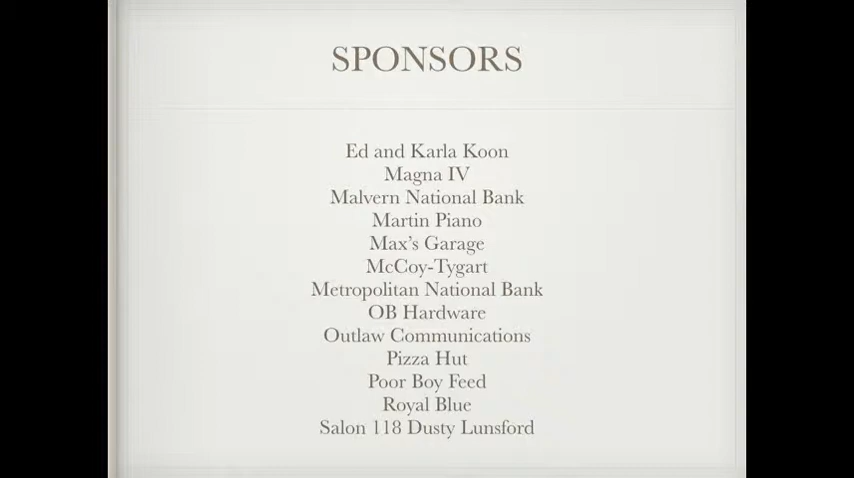 SPONSORS
Ed and Karla Koon
Magna IV
Malvern National Bank
Martin Piano
Max’s Garage
McCoy-Tygart
Metropolitan National Bank
OB Hardware
Outlaw Communications
Pizza Hut
Poor Boy Feed
Royal Blue
Salon 118 Dusty Lunsford